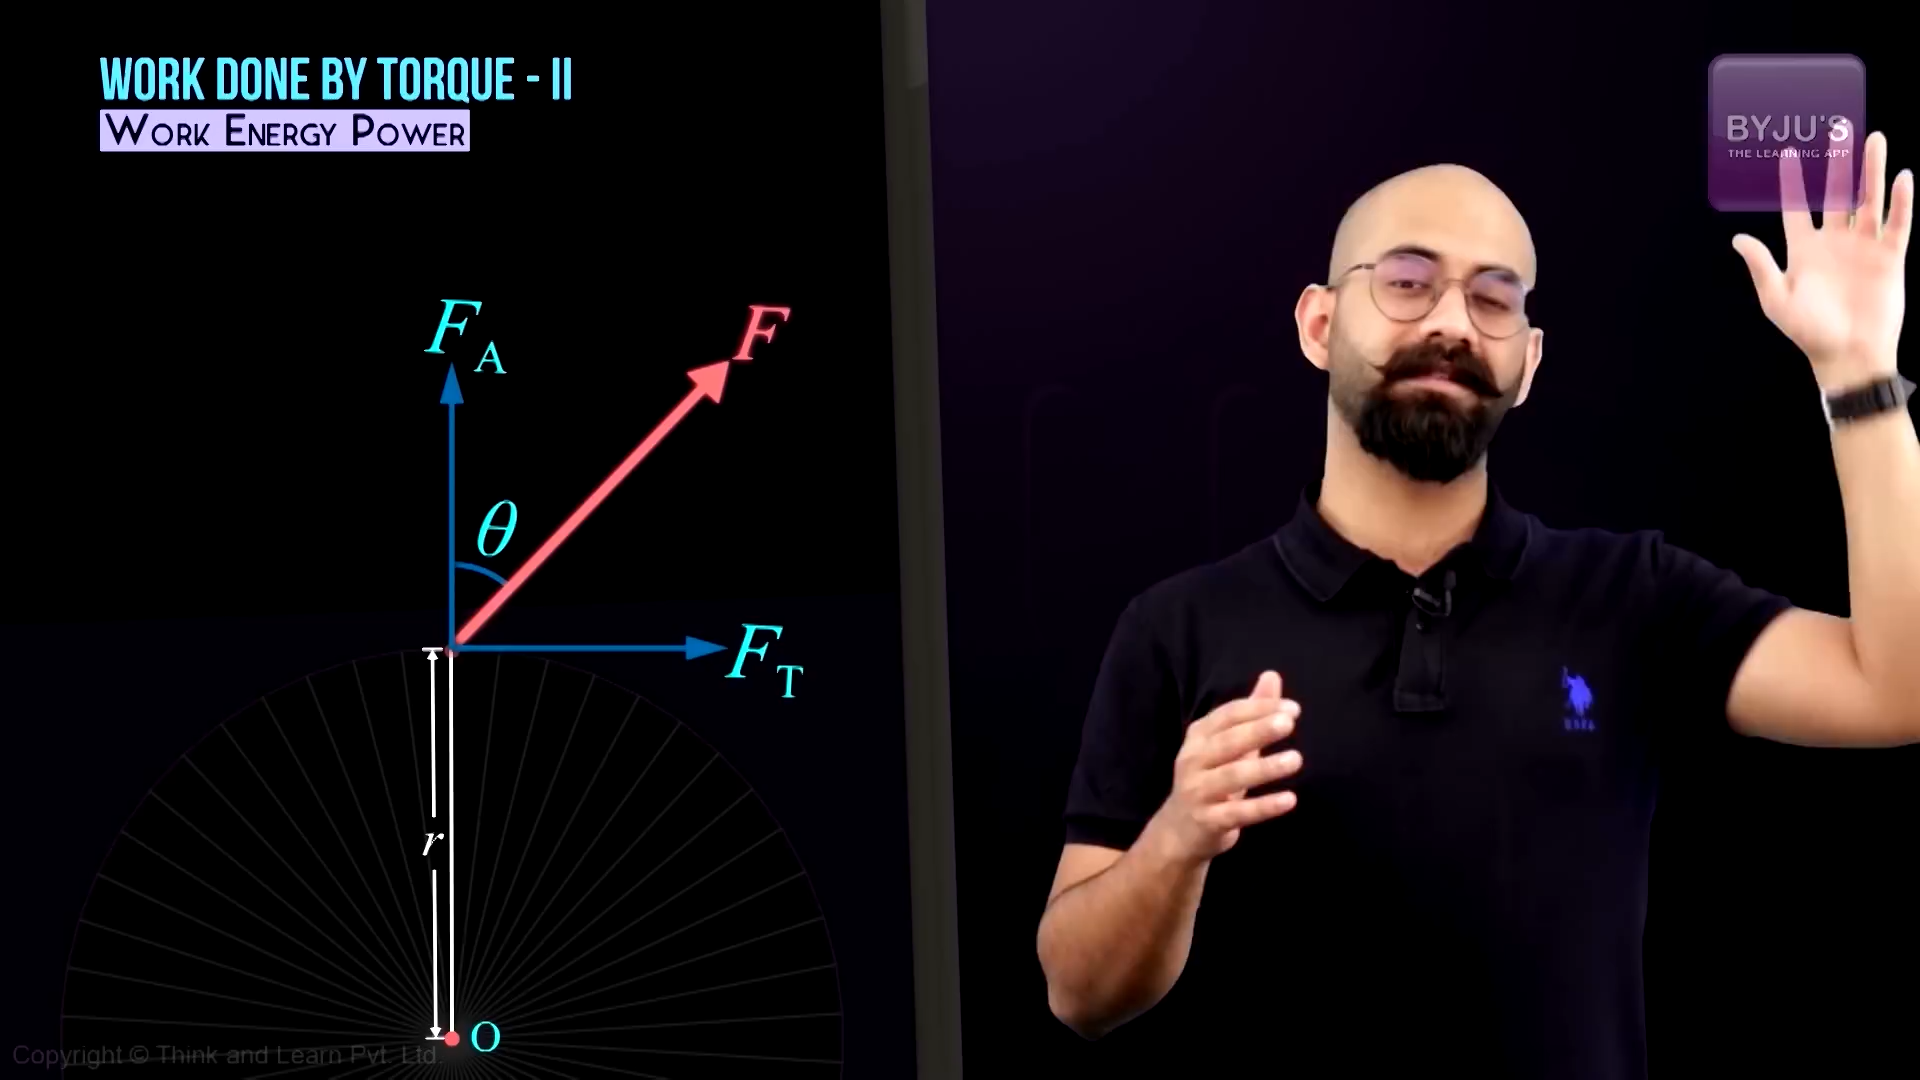 WORK DONE BY TORQUE - II
WORK ENERGY POWER
BYJU'S
THE LEARNING APP
F_A
F
θ
F_T
r
O
Copyright © Think and Learn Pvt. Ltd.